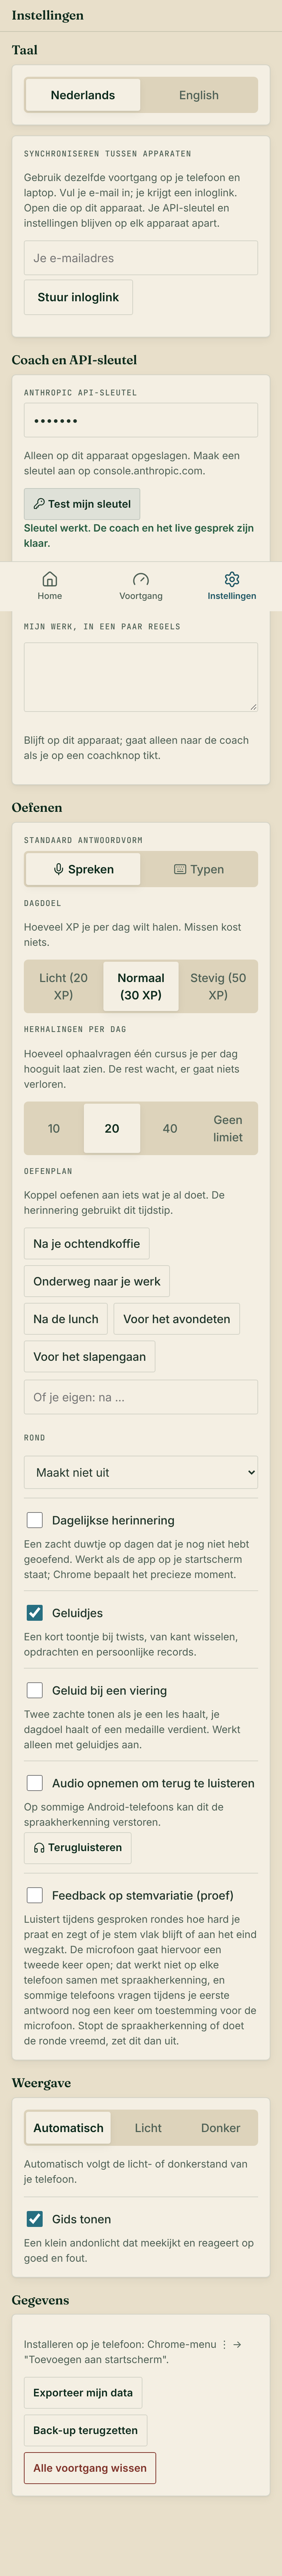 Instellingen
Taal
Nederlands
English
SYNCHRONISEREN TUSSEN APPARATEN
Gebruik dezelfde voortgang op je telefoon en
laptop. Vul je e-mail in; je krijgt een inloglink.
Open die op dit apparaat. Je API-sleutel en
instellingen blijven op elk apparaat apart.
Je e-mailadres
Stuur inloglink
Coach en API-sleutel
ANTHROPIC API-SLEUTEL
•••••••
Alleen op dit apparaat opgeslagen. Maak een
sleutel aan op console.anthropic.com.
Test mijn sleutel
Sleutel werkt. De coach en het live gesprek zijn
klaar.
Home
Voortgang
Instellingen
MIJN WERK, IN EEN PAAR REGELS
Blijft op dit apparaat; gaat alleen naar de coach
als je op een coachknop tikt.
Oefenen
STANDAARD ANTWOORDVORM
Spreken
Typen
DAGDOEL
Hoeveel XP je per dag wilt halen. Missen kost
niets.
Licht (20
XP)
Normaal
(30 XP)
Stevig (50
XP)
HERHALINGEN PER DAG
Hoeveel ophaalvragen één cursus je per dag
hooguit laat zien. De rest wacht, er gaat niets
verloren.
10
20
40
Geen
limiet
OEFENPLAN
Koppel oefenen aan iets wat je al doet. De
herinnering gebruikt dit tijdstip.
Na je ochtendkoffie
Onderweg naar je werk
Na de lunch
Voor het avondeten
Voor het slapengaan
Of je eigen: na ...
ROND
Maakt niet uit
Dagelijkse herinnering
Een zacht duwtje op dagen dat je nog niet hebt
geoefend. Werkt als de app op je startscherm
staat; Chrome bepaalt het precieze moment.
Geluidjes
Een kort toontje bij twists, van kant wisselen,
opdrachten en persoonlijke records.
Geluid bij een viering
Twee zachte tonen als je een les haalt, je
dagdoel haalt of een medaille verdient. Werkt
alleen met geluidjes aan.
Audio opnemen om terug te luisteren
Op sommige Android-telefoons kan dit de
spraakherkenning verstoren.
Terugluisteren
Feedback op stemvariatie (proef)
Luistert tijdens gesproken rondes hoe hard je
praat en zegt of je stem vlak blijft of aan het eind
wegzakt. De microfoon gaat hiervoor een
tweede keer open; dat werkt niet op elke
telefoon samen met spraakherkenning, en
sommige telefoons vragen tijdens je eerste
antwoord nog een keer om toestemming voor de
microfoon. Stopt de spraakherkenning of doet
de ronde vreemd, zet dit dan uit.
Weergave
Automatisch
Licht
Donker
Automatisch volgt de licht- of donkerstand van
je telefoon.
Gids tonen
Een klein andonlicht dat meekijkt en reageert op
goed en fout.
Gegevens
Installeren op je telefoon: Chrome-menu ⋮ →
"Toevoegen aan startscherm".
Exporteer mijn data
Back-up terugzetten
Alle voortgang wissen